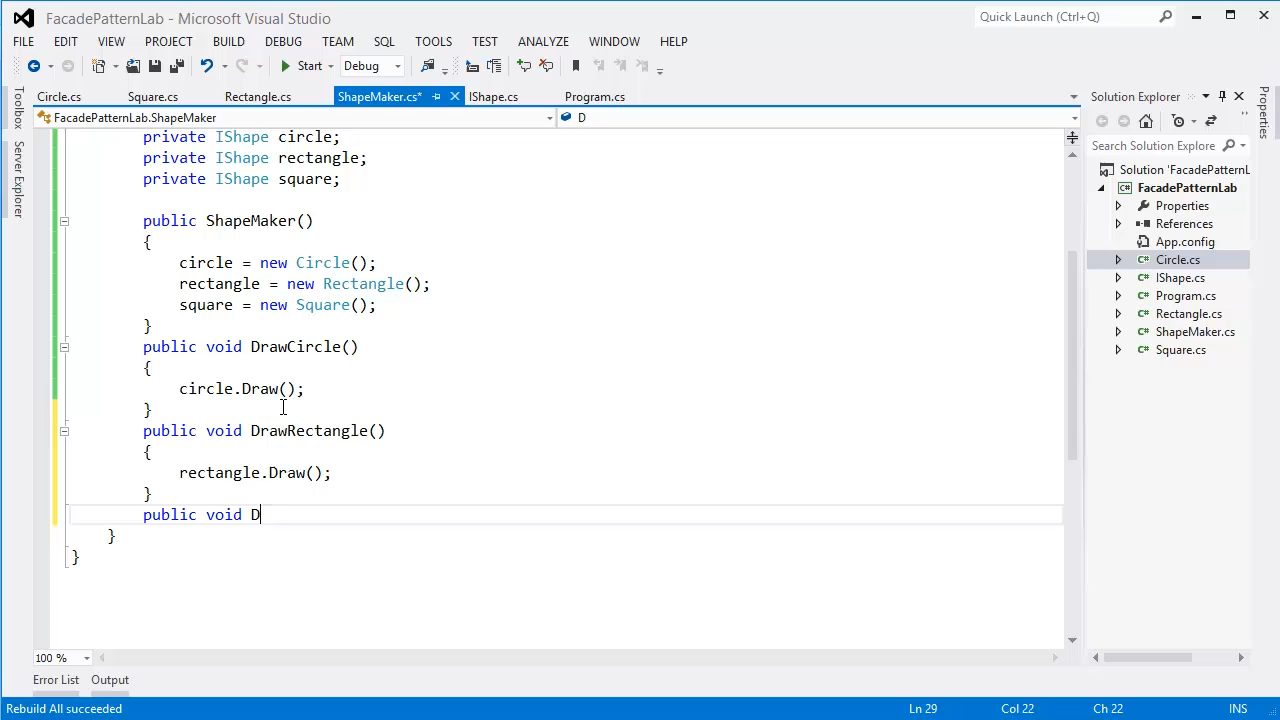 FacadePatternLab - Microsoft Visual Studio
Quick Launch (Ctrl+Q)
FILE EDIT VIEW PROJECT BUILD DEBUG TEAM SQL TOOLS TEST ANALYZE WINDOW HELP
Start Debug
Circle.cs Square.cs Rectangle.cs ShapeMaker.cs* IShape.cs Program.cs
FacadePatternLab.ShapeMaker D
private IShape circle;
private IShape rectangle;
private IShape square;
public ShapeMaker()
{
circle = new Circle();
rectangle = new Rectangle();
square = new Square();
}
public void DrawCircle()
{
circle.Draw();
}
public void DrawRectangle()
{
rectangle.Draw();
}
public void D
}
}
100 %
Error List Output
Rebuild All succeeded Ln 29 Col 22 Ch 22 INS
Toolbox
Server Explorer
Solution Explorer
Search Solution Explore
Solution 'FacadePatternL
FacadePatternLab
Properties
References
App.config
Circle.cs
IShape.cs
Program.cs
Rectangle.cs
ShapeMaker.cs
Square.cs
Properties